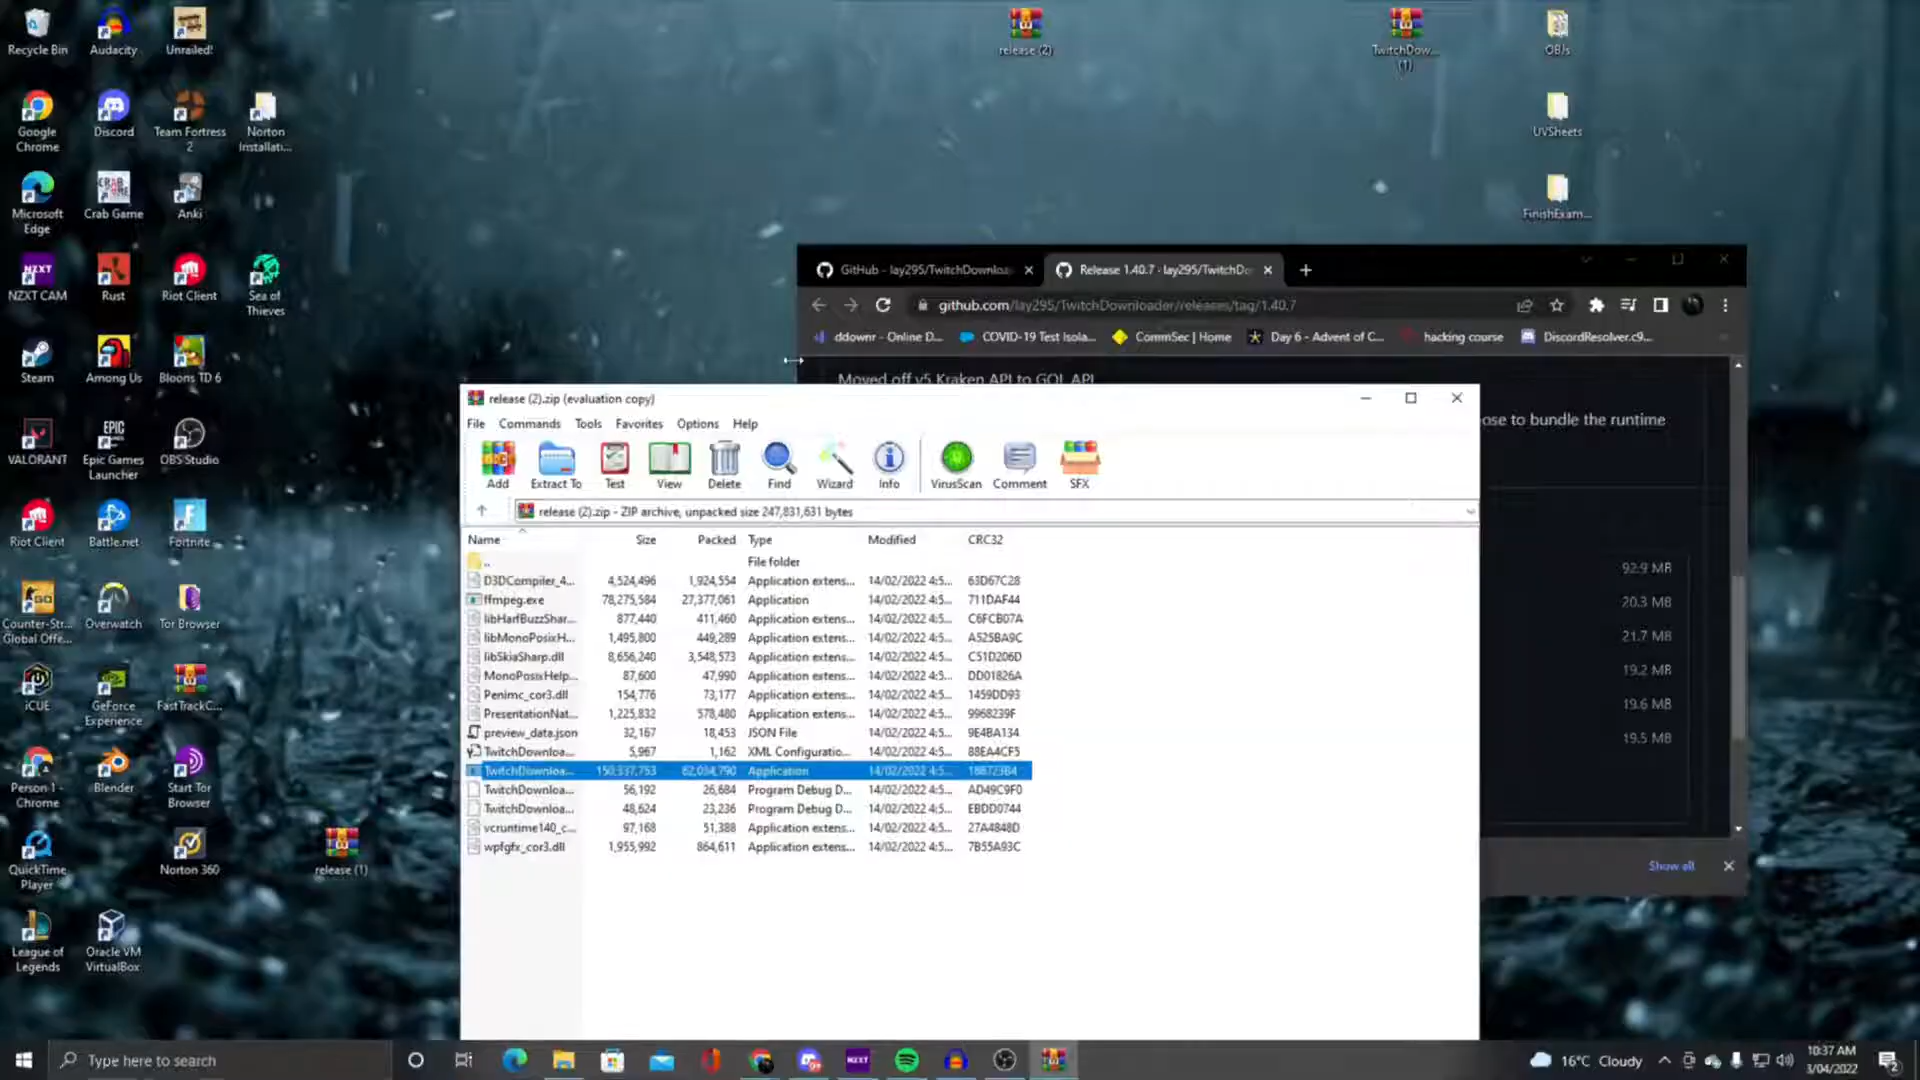 Recycle Bin
Audacity
Unrailed!
release (2)
TwitchDow...
(1)
OBJs
Google
Chrome
Discord
Team Fortress
2
Norton
Installati...
UVSheets
Microsoft
Edge
Crab Game
Anki
FinishExam...
NZXT CAM
Rust
Riot Client
Sea of
Thieves
Steam
Among Us
Bloons TD 6
VALORANT
Epic Games
Launcher
OBS Studio
Riot Client
Battle.net
Fortnite
Counter-Str...
Global Offe...
Overwatch
Tor Browser
iCUE
GeForce
Experience
FastTrackC...
Person 1 -
Chrome
Blender
Start Tor
Browser
QuickTime
Player
Norton 360
release (1)
League of
Legends
Oracle VM
VirtualBox
GitHub - lay295/TwitchDownloa
Release 1.40.7 · lay295/TwitchDo
github.com/lay295/TwitchDownloader/releases/tag/1.40.7
ddownr - Online D...
COVID-19 Test Isola...
CommSec | Home
Day 6 - Advent of C...
hacking course
DiscordResolver.c9...
Moved off v5 Kraken API to GQL API
ose to bundle the runtime
92.9 MB
20.3 MB
21.7 MB
19.2 MB
19.6 MB
19.5 MB
Show all
release (2).zip (evaluation copy)
File Commands Tools Favorites Options Help
Add Extract To Test View Delete Find Wizard Info VirusScan Comment SFX
release (2).zip - ZIP archive, unpacked size 247,831,631 bytes
Name Size Packed Type Modified CRC32
.. File folder
D3DCompiler_4... 4,524,496 1,924,554 Application extens... 14/02/2022 4:5... 63D67C28
ffmpeg.exe 78,275,584 27,377,061 Application 14/02/2022 4:5... 711DAF44
libHarfBuzzShar... 877,440 411,460 Application extens... 14/02/2022 4:5... C6FCB07A
libMonoPosixH... 1,495,800 449,289 Application extens... 14/02/2022 4:5... A525BA9C
libSkiaSharp.dll 8,656,240 3,548,573 Application extens... 14/02/2022 4:5... C51D206D
MonoPosixHelp... 87,600 47,990 Application extens... 14/02/2022 4:5... DD01826A
Penimc_cor3.dll 154,776 73,177 Application extens... 14/02/2022 4:5... 1459DD93
PresentationNat... 1,225,832 578,480 Application extens... 14/02/2022 4:5... 9968239F
preview_data.json 32,167 18,453 JSON File 14/02/2022 4:5... 9E4BA134
TwitchDownloa... 5,967 1,162 XML Configuratio... 14/02/2022 4:5... 88EA4CF5
TwitchDownloa... 150,337,753 62,034,790 Application 14/02/2022 4:5...
TwitchDownloa... 56,192 26,684 Program Debug D... 14/02/2022 4:5... AD49C9F0
TwitchDownloa... 48,624 23,236 Program Debug D... 14/02/2022 4:5... EBDD0744
vcruntime140_c... 97,168 51,388 Application extens... 14/02/2022 4:5... 27A4848D
wpfgfx_cor3.dll 1,955,992 864,611 Application extens... 14/02/2022 4:5... 7B55A93C
Type here to search
NZXT
16°C Cloudy
10:37 AM
3/04/2022
2